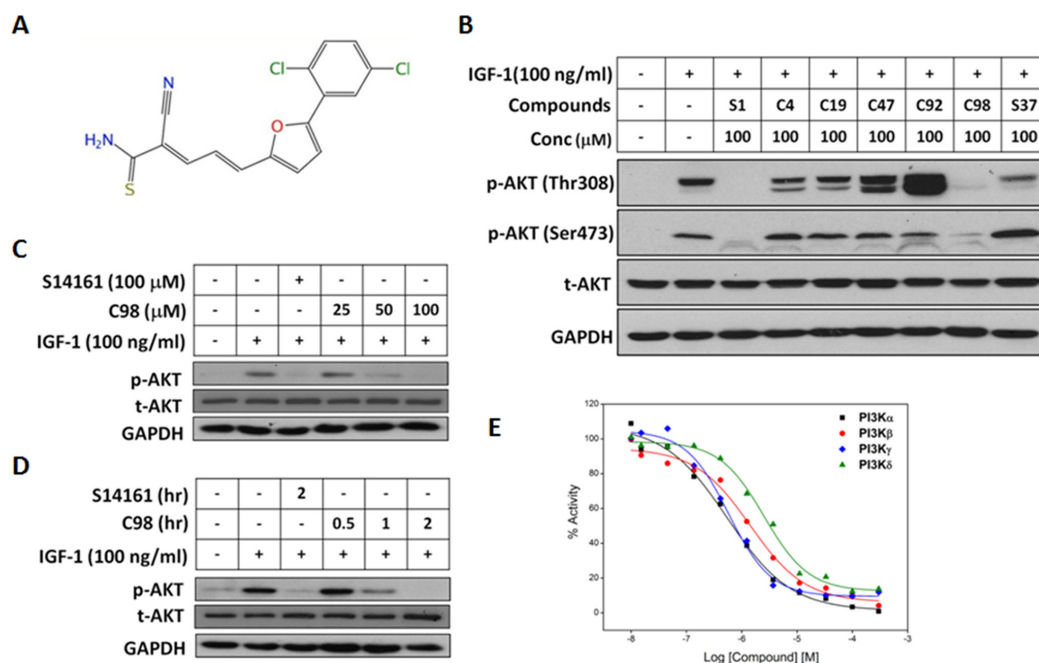 A
N
Cl
Cl
H₂N
O
S
B
IGF-1(100 ng/ml) - + + + + + + + +
Compounds - - S1 C4 C19 C47 C92 C98 S37
Conc (μM) - - 100 100 100 100 100 100 100
p-AKT (Thr308)
p-AKT (Ser473)
t-AKT
GAPDH
C
S14161 (100 μM) - - + - - -
C98 (μM) - - - 25 50 100
IGF-1 (100 ng/ml) - + + + + +
p-AKT
t-AKT
GAPDH
D
S14161 (hr) - - 2 - - -
C98 (hr) - - - 0.5 1 2
IGF-1 (100 ng/ml) - + + + + +
p-AKT
t-AKT
GAPDH
E
% Activity
120
100
80
60
40
20
0
PI3Kα
PI3Kβ
PI3Kγ
PI3Kδ
-8 -7 -6 -5 -4 -3
Log [Compound] [M]